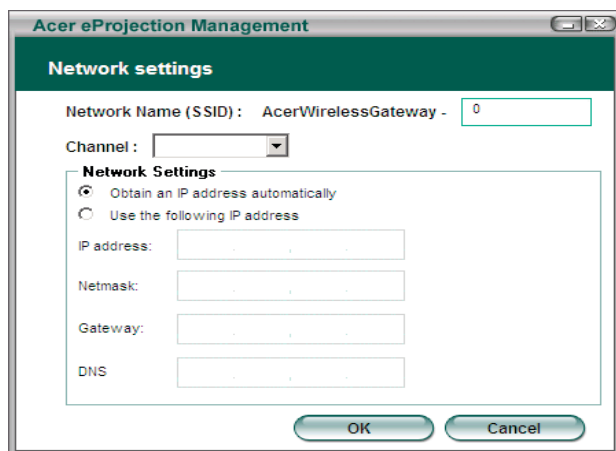 Acer eProjection Management
Network settings
Network Name (SSID) : AcerWirelessGateway - 0
Channel :
Network Settings
Obtain an IP address automatically
Use the following IP address
IP address:
Netmask:
Gateway:
DNS
OK Cancel